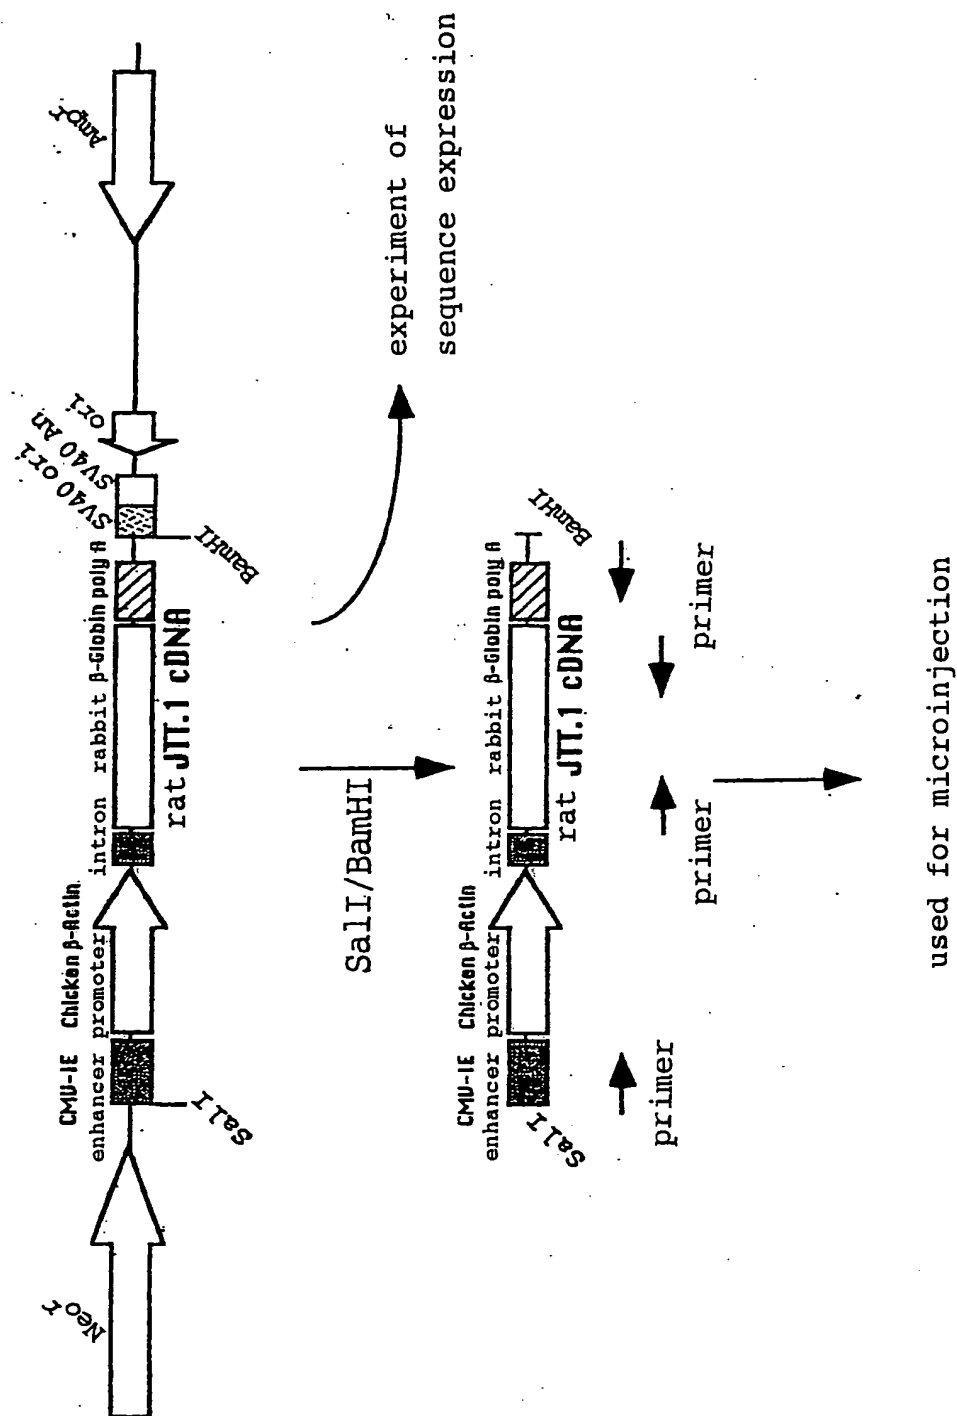 Neoʳ
SalI
CMV-IE
enhancer
Chicken β-Actin
promoter
intron
rabbit β-Globin poly A
rat JTT.1 cDNA
BamHI
SV40 ori
SV40 An
ori
Ampʳ
SalI/BamHI
experiment of
sequence expression
SalI
CMV-IE
enhancer
Chicken β-Actin
promoter
intron
rabbit β-Globin poly A
rat JTT.1 cDNA
BamHI
primer
primer
primer
used for microinjection